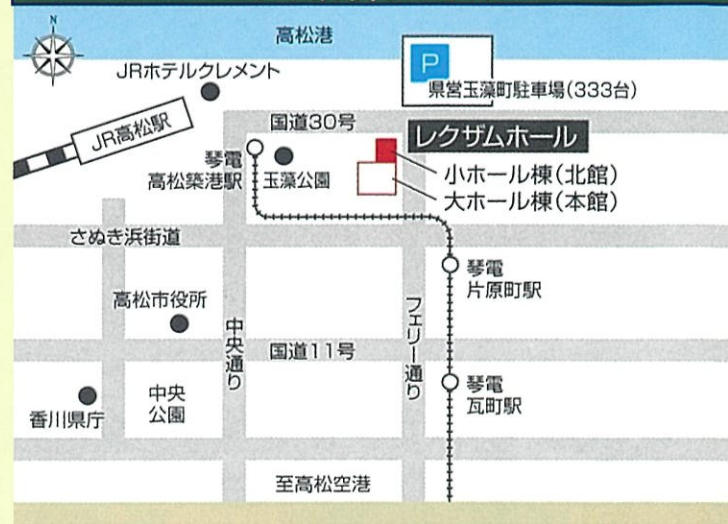 N
高松港
P
県営玉藻町駐車場(333台)
JRホテルクレメント
JR高松駅
国道30号
レクザムホール
小ホール棟(北館)
大ホール棟(本館)
琴電
高松築港駅
玉藻公園
さぬき浜街道
琴電
片原町駅
高松市役所
中央通り
国道11号
フェリー通り
琴電
瓦町駅
香川県庁
中央
公園
至高松空港